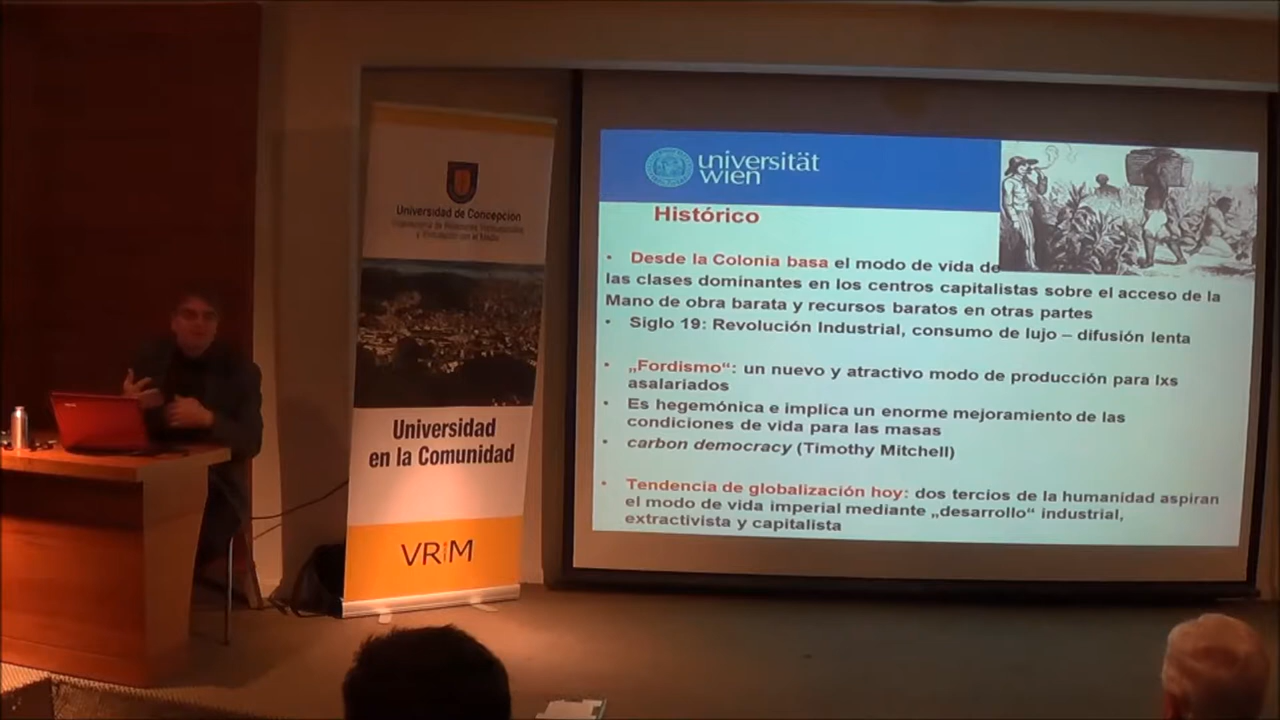 Universidad de Concepción
Universidad
en la Comunidad
VRiM
universität
wien
Histórico
• Desde la Colonia basa el modo de vida de
las clases dominantes en los centros capitalistas sobre el acceso de la
Mano de obra barata y recursos baratos en otras partes
• Siglo 19: Revolución Industrial, consumo de lujo – difusión lenta
• „Fordismo“: un nuevo y atractivo modo de producción para lxs
asalariados
• Es hegemónica e implica un enorme mejoramiento de las
condiciones de vida para las masas
• carbon democracy (Timothy Mitchell)
• Tendencia de globalización hoy: dos tercios de la humanidad aspiran
el modo de vida imperial mediante „desarrollo“ industrial,
extractivista y capitalista